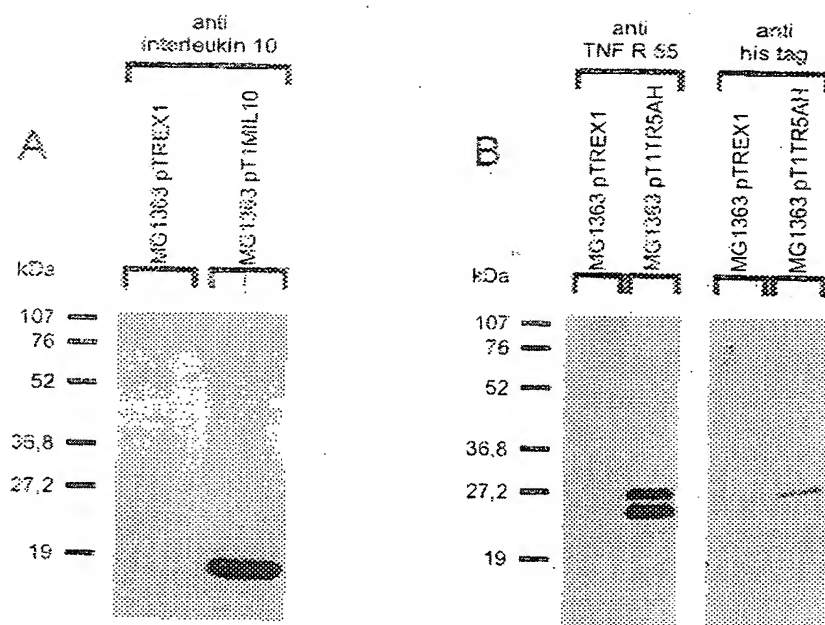 A
anti
interleukin 10
MG1363 pTREX1
MG1363 pT1MIL10
kDa
107
76
52
36,8
27,2
19
B
anti
TNF R 55
MG1363 pTREX1
MG1363 pT1TR5AH
anti
his tag
MG1363 pTREX1
MG1363 pT1TR5AH
kDa
107
76
52
36,8
27,2
19